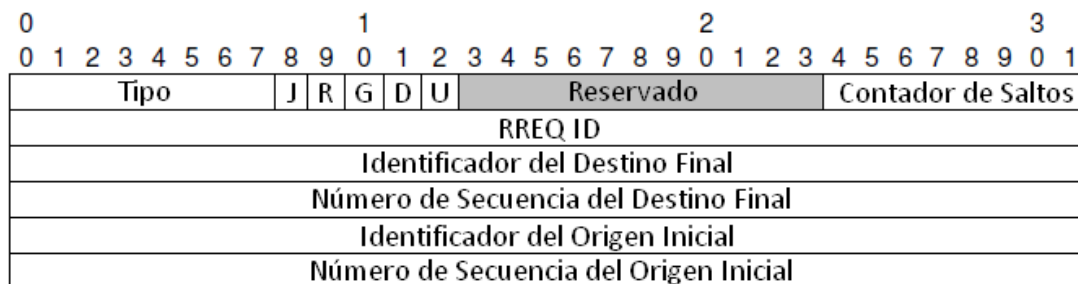 0 1 2 3
0 1 2 3 4 5 6 7 8 9 0 1 2 3 4 5 6 7 8 9 0 1 2 3 4 5 6 7 8 9 0 1
Tipo J R G D U Reservado Contador de Saltos
RREQ ID
Identificador del Destino Final
Número de Secuencia del Destino Final
Identificador del Origen Inicial
Número de Secuencia del Origen Inicial